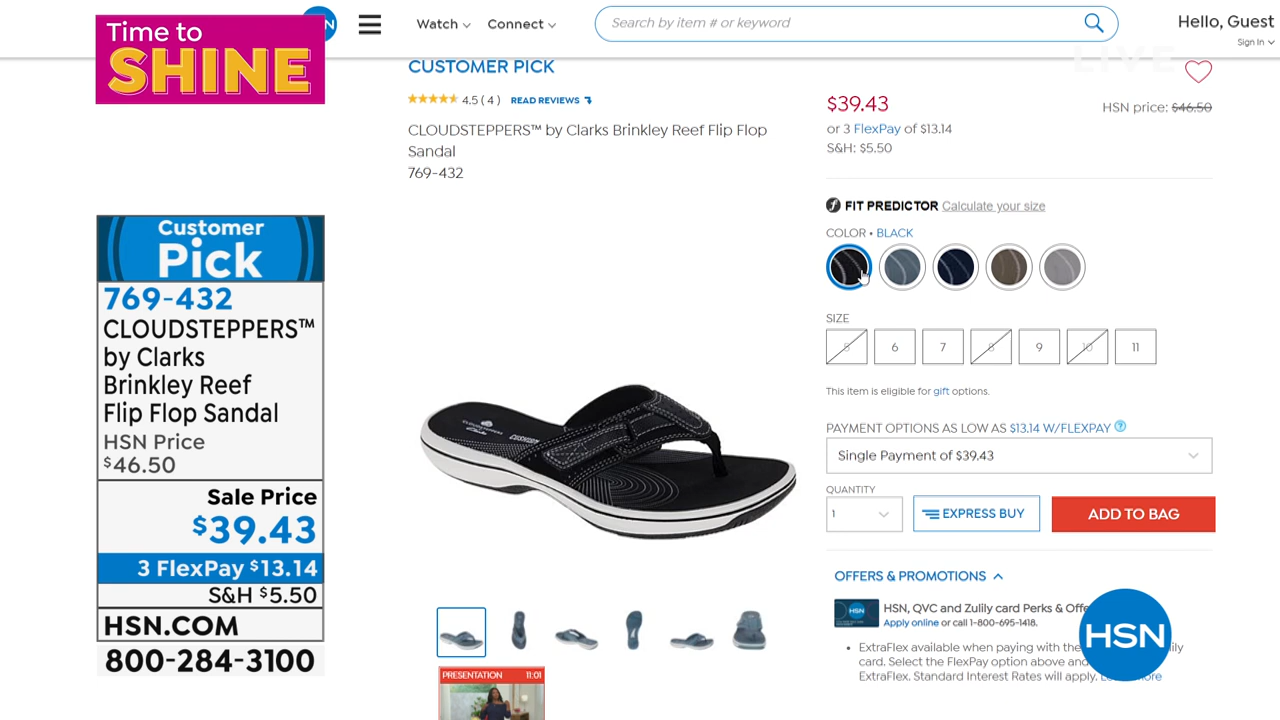 Time to
SHINE
N
Watch
Connect
Search by item # or keyword
Hello, Guest
Sign In
LIVE
CUSTOMER PICK
4.5 ( 4 ) READ REVIEWS
CLOUDSTEPPERS™ by Clarks Brinkley Reef Flip Flop
Sandal
769-432
$39.43
HSN price: $46.50
or 3 FlexPay of $13.14
S&H: $5.50
FIT PREDICTOR Calculate your size
COLOR • BLACK
SIZE
5 6 7 8 9 10 11
This item is eligible for gift options.
PAYMENT OPTIONS AS LOW AS $13.14 W/FLEXPAY ?
Single Payment of $39.43
QUANTITY
1
EXPRESS BUY
ADD TO BAG
OFFERS & PROMOTIONS
HSN
HSN, QVC and Zulily card Perks & Offe
Apply online or call 1-800-695-1418.
• ExtraFlex available when paying with the
card. Select the FlexPay option above and
ExtraFlex. Standard Interest Rates will apply.
HSN
Customer
Pick
769-432
CLOUDSTEPPERS™
by Clarks
Brinkley Reef
Flip Flop Sandal
HSN Price
$46.50
Sale Price
$39.43
3 FlexPay $13.14
S&H $5.50
HSN.COM
800-284-3100
CLOUDSTEPPERS
Clarks
CUSHION
PRESENTATION 11:01